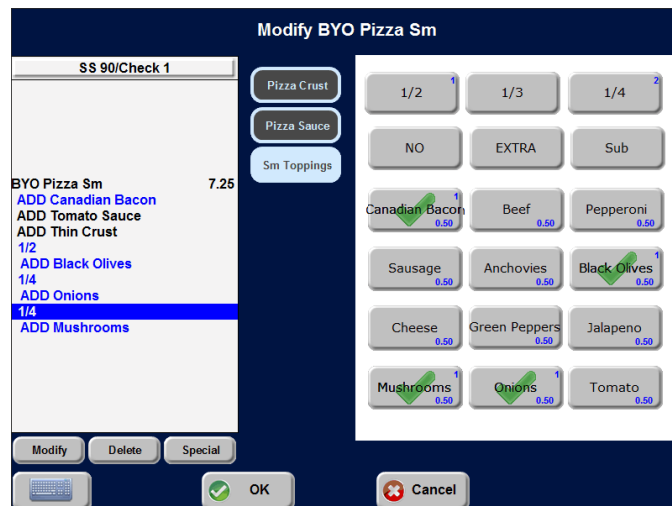 Modify BYO Pizza Sm
SS 90/Check 1
BYO Pizza Sm 7.25
ADD Canadian Bacon
ADD Tomato Sauce
ADD Thin Crust
1/2
ADD Black Olives
1/4
ADD Onions
1/4
ADD Mushrooms
Modify Delete Special
Pizza Crust
Pizza Sauce
Sm Toppings
1/2 1 1/3 1/4 2
NO EXTRA Sub
Canadian Bacon 1 0.50 Beef 0.50 Pepperoni 0.50
Sausage 0.50 Anchovies 0.50 Black Olives 1 0.50
Cheese 0.50 Green Peppers 0.50 Jalapeno 0.50
Mushrooms 1 0.50 Onions 1 0.50 Tomato 0.50
OK Cancel